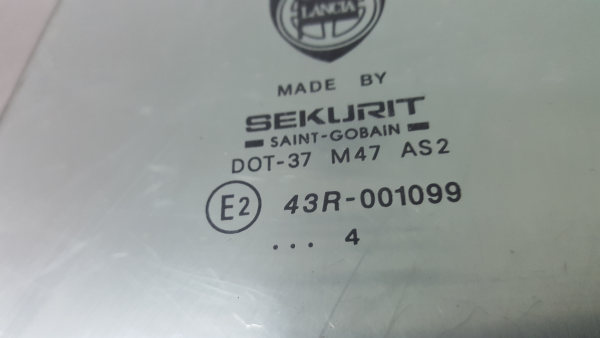 LANCIA
MADE BY
SEKURIT
SAINT-GOBAIN
DOT-37 M47 AS2
E2 43R-001099
... 4